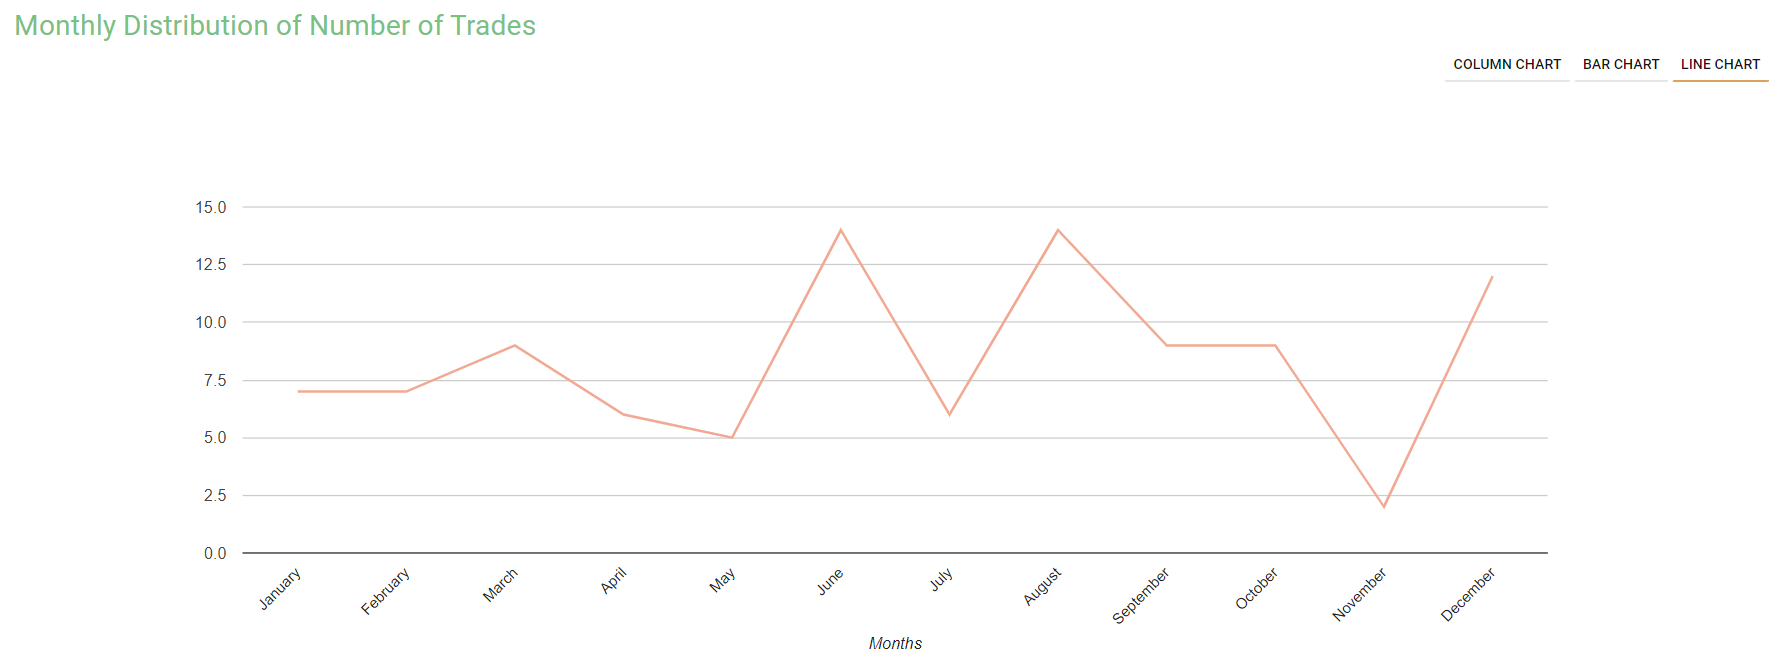 Monthly Distribution of Number of Trades
COLUMN CHART BAR CHART LINE CHART
15.0
12.5
10.0
7.5
5.0
2.5
0.0
January February March April May June July August September October November December
Months